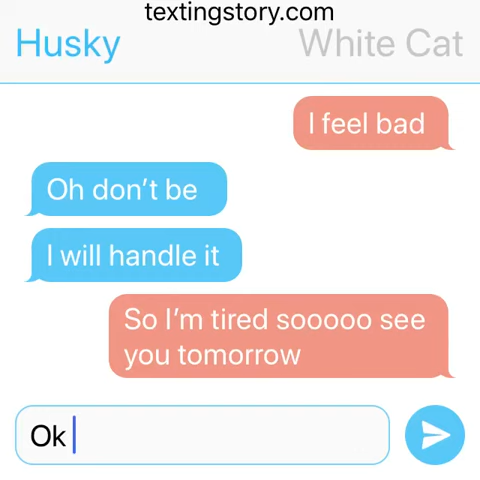 textingstory.com
Husky
White Cat
I feel bad
Oh don't be
I will handle it
So I'm tired sooooo see
you tomorrow
Ok